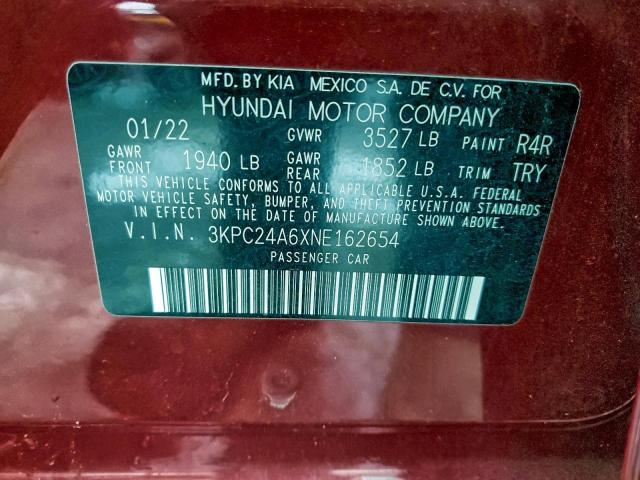 MFD. BY KIA MEXICO S.A. DE C.V. FOR
HYUNDAI MOTOR COMPANY
01/22 GVWR 3527 LB PAINT R4R
GAWR FRONT 1940 LB GAWR REAR 1852 LB TRIM TRY
THIS VEHICLE CONFORMS TO ALL APPLICABLE U.S.A. FEDERAL
MOTOR VEHICLE SAFETY, BUMPER, AND THEFT PREVENTION STANDARDS
IN EFFECT ON THE DATE OF MANUFACTURE SHOWN ABOVE.
V.I.N. 3KPC24A6XNE162654
PASSENGER CAR